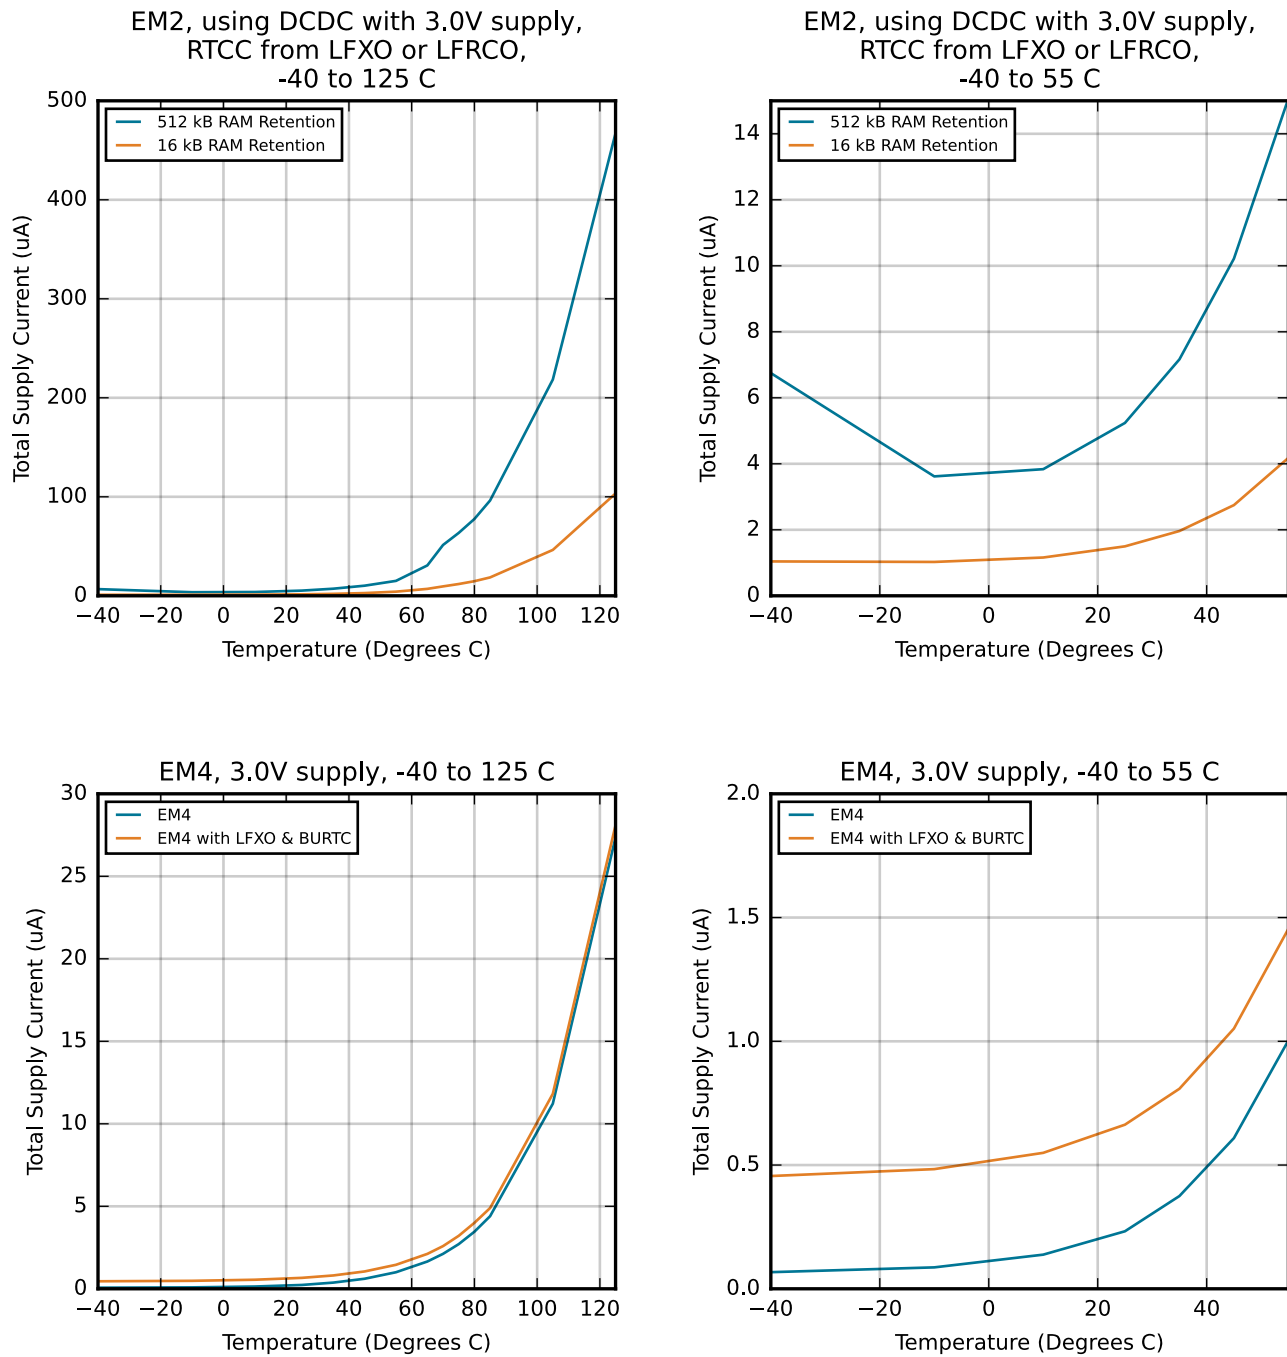 EM2, using DCDC with 3.0V supply,
RTCC from LFXO or LFRCO,
-40 to 125 C
500
400
300
200
100
0
512 kB RAM Retention
16 kB RAM Retention
Total Supply Current (uA)
−40 −20 0 20 40 60 80 100 120
Temperature (Degrees C)
EM2, using DCDC with 3.0V supply,
RTCC from LFXO or LFRCO,
-40 to 55 C
14
12
10
8
6
4
2
0
512 kB RAM Retention
16 kB RAM Retention
Total Supply Current (uA)
−40 −20 0 20 40
Temperature (Degrees C)
EM4, 3.0V supply, -40 to 125 C
30
25
20
15
10
5
0
EM4
EM4 with LFXO & BURTC
Total Supply Current (uA)
−40 −20 0 20 40 60 80 100 120
Temperature (Degrees C)
EM4, 3.0V supply, -40 to 55 C
2.0
1.5
1.0
0.5
0.0
EM4
EM4 with LFXO & BURTC
Total Supply Current (uA)
−40 −20 0 20 40
Temperature (Degrees C)